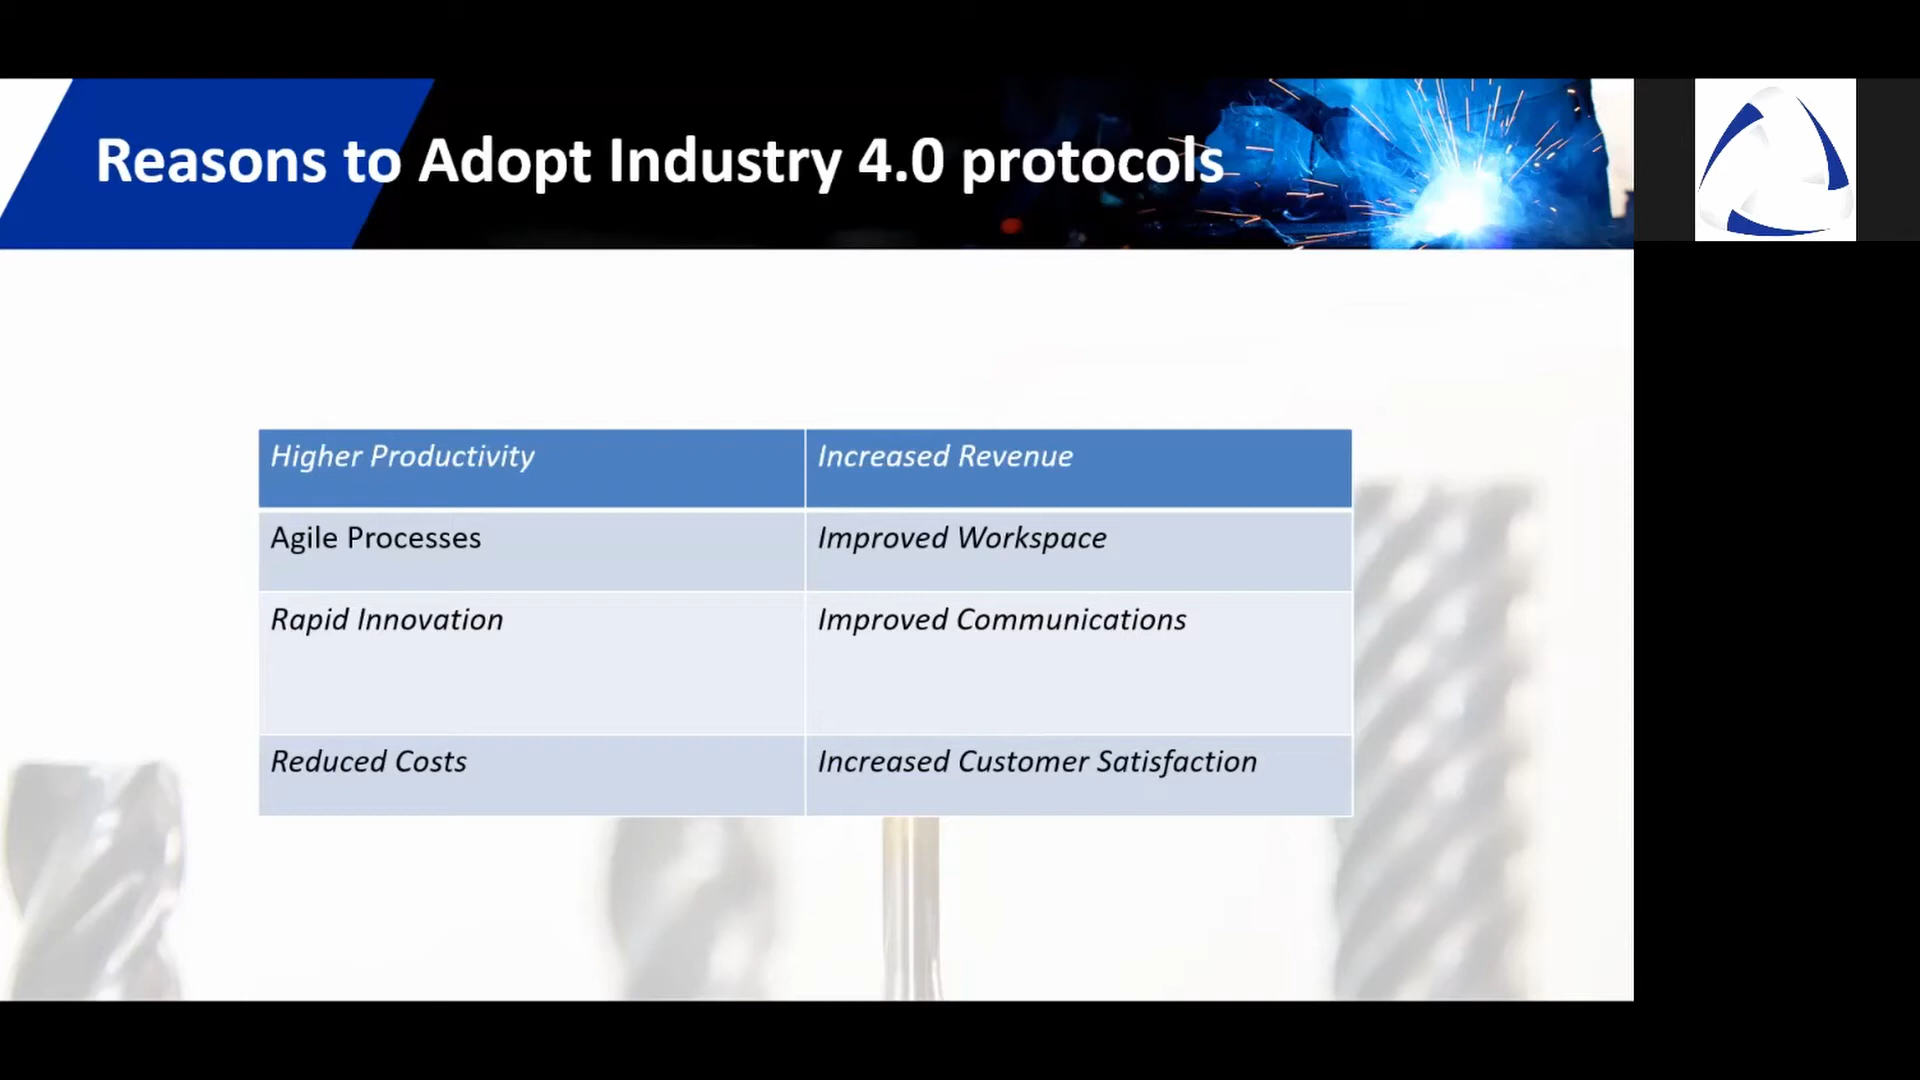 Reasons to Adopt Industry 4.0 protocols
Higher Productivity
Increased Revenue
Agile Processes
Improved Workspace
Rapid Innovation
Improved Communications
Reduced Costs
Increased Customer Satisfaction